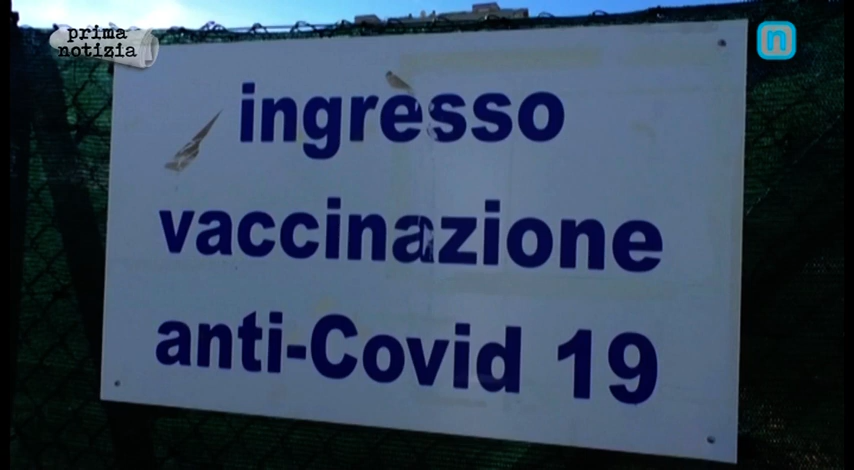 prima
notizia
n
ingresso
vaccinazione
anti-Covid 19